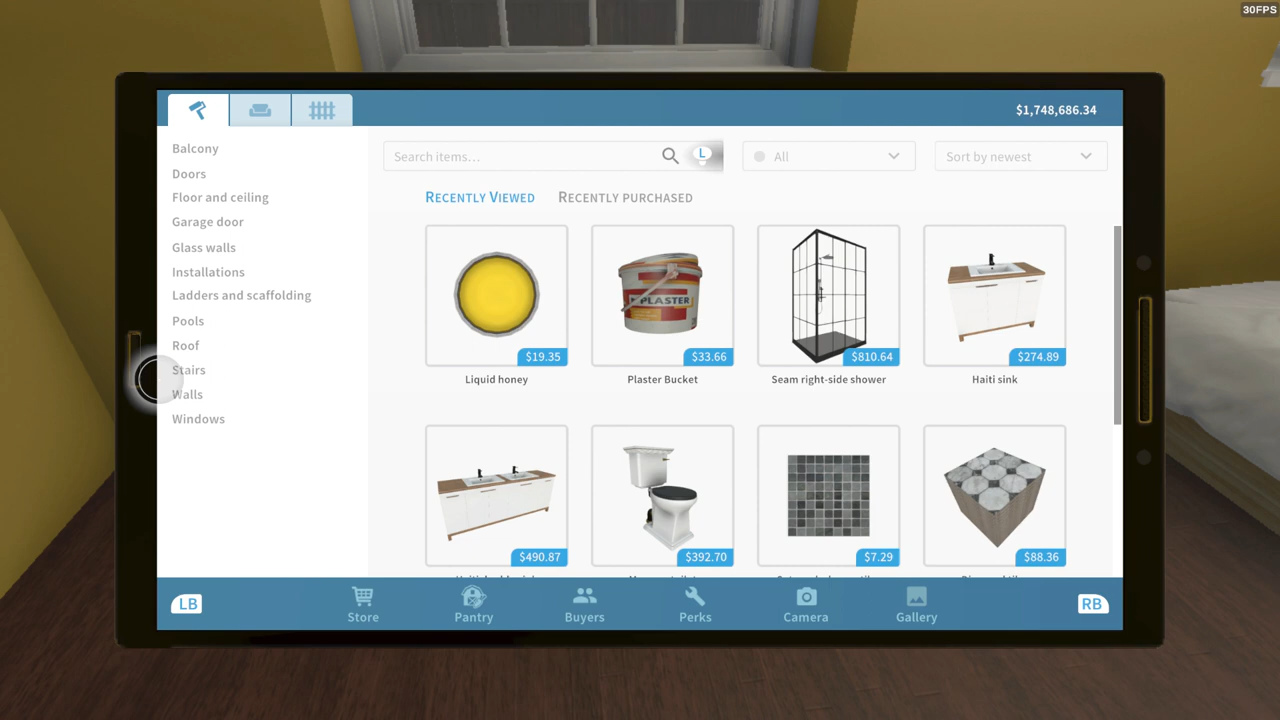 30FPS
$1,748,686.34
Balcony
Doors
Floor and ceiling
Garage door
Glass walls
Installations
Ladders and scaffolding
Pools
Roof
Stairs
Walls
Windows
Search items...
L
All
Sort by newest
RECENTLY VIEWED
RECENTLY PURCHASED
$19.35
Liquid honey
PLASTER
$33.66
Plaster Bucket
$810.64
Seam right-side shower
$274.89
Haiti sink
$490.87
$392.70
$7.29
$88.36
LB
Store
Pantry
Buyers
Perks
Camera
Gallery
RB